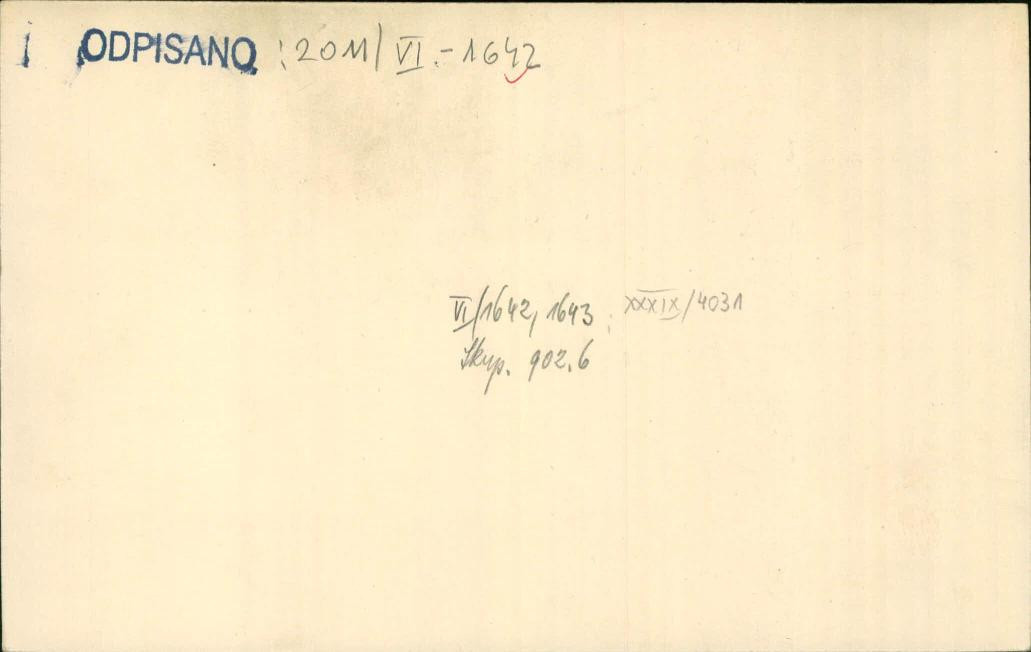 ODPISANO : 2011/VI.-1642
VI/1642, 1643 ; XXXIX/4031
Skup. 902.6